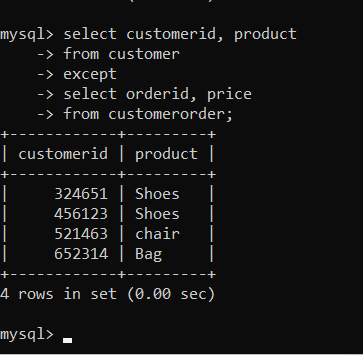 mysql> select customerid, product
    -> from customer
    -> except
    -> select orderid, price
    -> from customerorder;
+------------+---------+
| customerid | product |
+------------+---------+
|     324651 | Shoes   |
|     456123 | Shoes   |
|     521463 | chair   |
|     652314 | Bag     |
+------------+---------+
4 rows in set (0.00 sec)
mysql>